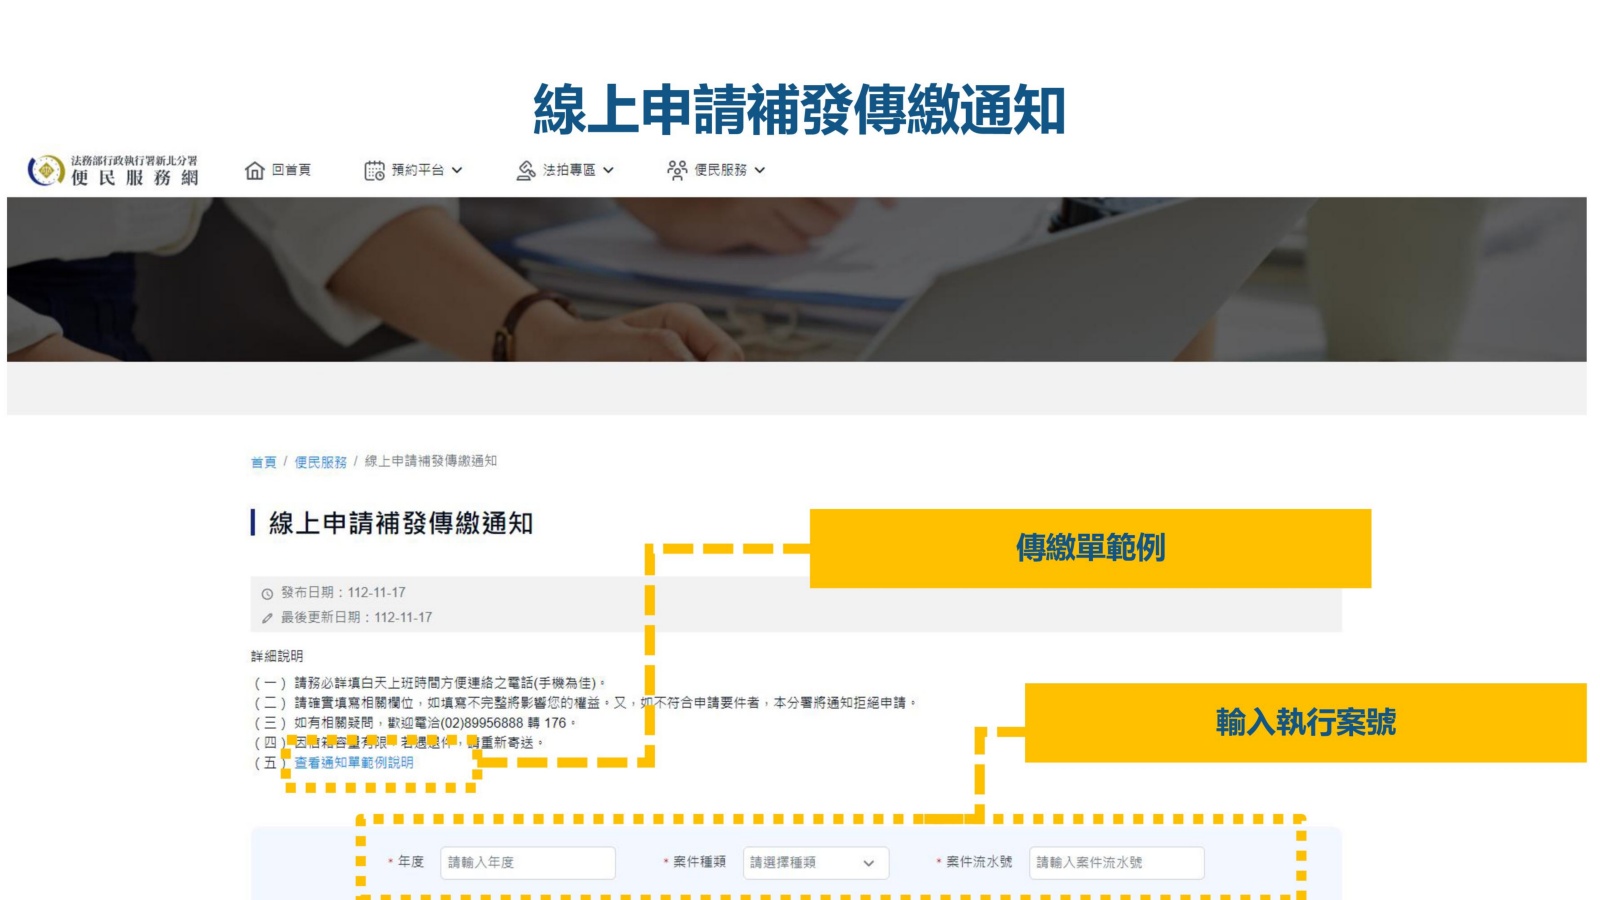 線上申請補發傳繳通知
法務部行政執行署新北分署
便民服務網
回首頁
預約平台
法拍專區
便民服務
首頁 / 便民服務 / 線上申請補發傳繳通知
線上申請補發傳繳通知
傳繳單範例
發布日期：112-11-17
最後更新日期：112-11-17
詳細說明
(一) 請務必詳填白天上班時間方便連絡之電話(手機為佳)。
(二) 請確實填寫相關欄位，如填寫不完整將影響您的權益。又，如不符合申請要件者，本分署將通知拒絕申請。
(三) 如有相關疑問，歡迎電洽(02)89956888 轉 176。
(四) 因信箱容量有限，若遇退件，請重新寄送。
(五) 查看通知單範例說明
輸入執行案號
* 年度 請輸入年度 * 案件種類 請選擇種類 * 案件流水號 請輸入案件流水號